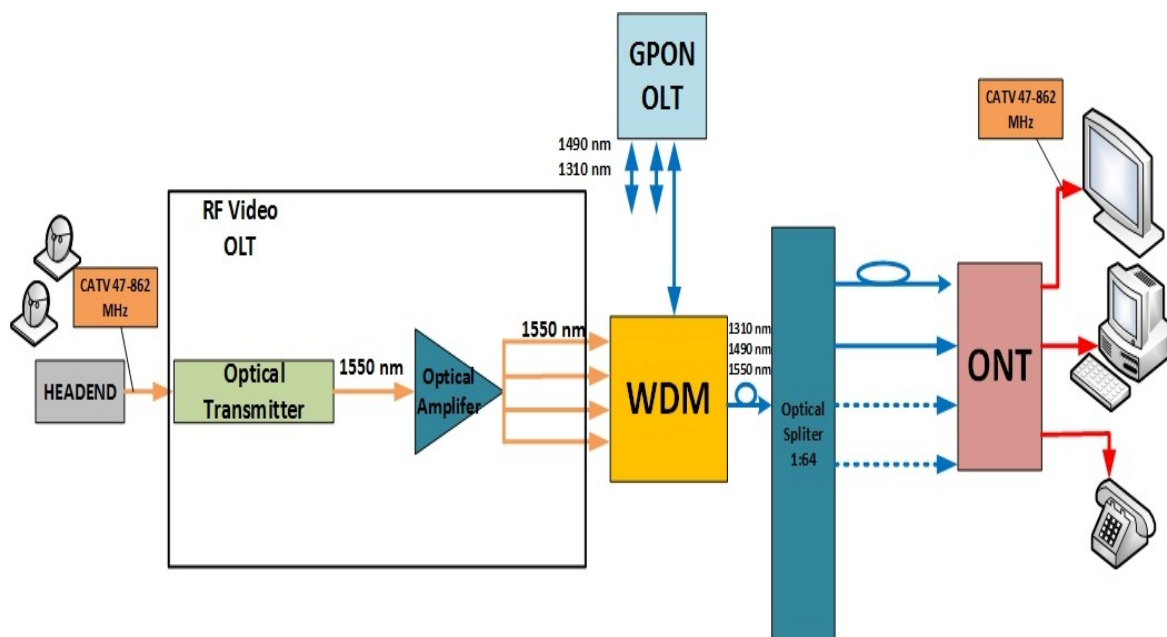 GPON
OLT
1490 nm
1310 nm
CATV 47-862
MHz
RF Video
OLT
CATV 47-862
MHz
HEADEND
Optical
Transmitter
1550 nm
Optical
Amplifer
1550 nm
WDM
1310 nm
1490 nm
1550 nm
Optical
Spliter
1:64
ONT